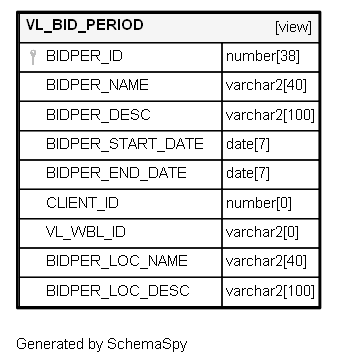 VL_BID_PERIOD [view]
BIDPER_ID number[38]
BIDPER_NAME varchar2[40]
BIDPER_DESC varchar2[100]
BIDPER_START_DATE date[7]
BIDPER_END_DATE date[7]
CLIENT_ID number[0]
VL_WBL_ID varchar2[0]
BIDPER_LOC_NAME varchar2[40]
BIDPER_LOC_DESC varchar2[100]
Generated by SchemaSpy